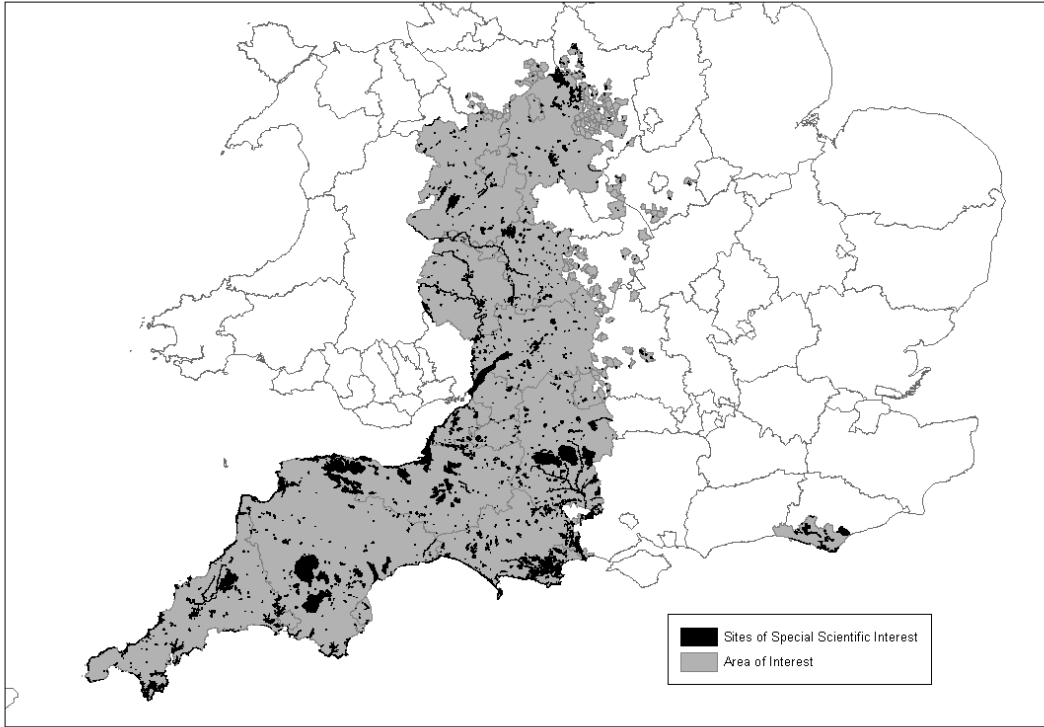 Sites of Special Scientific Interest
Area of Interest